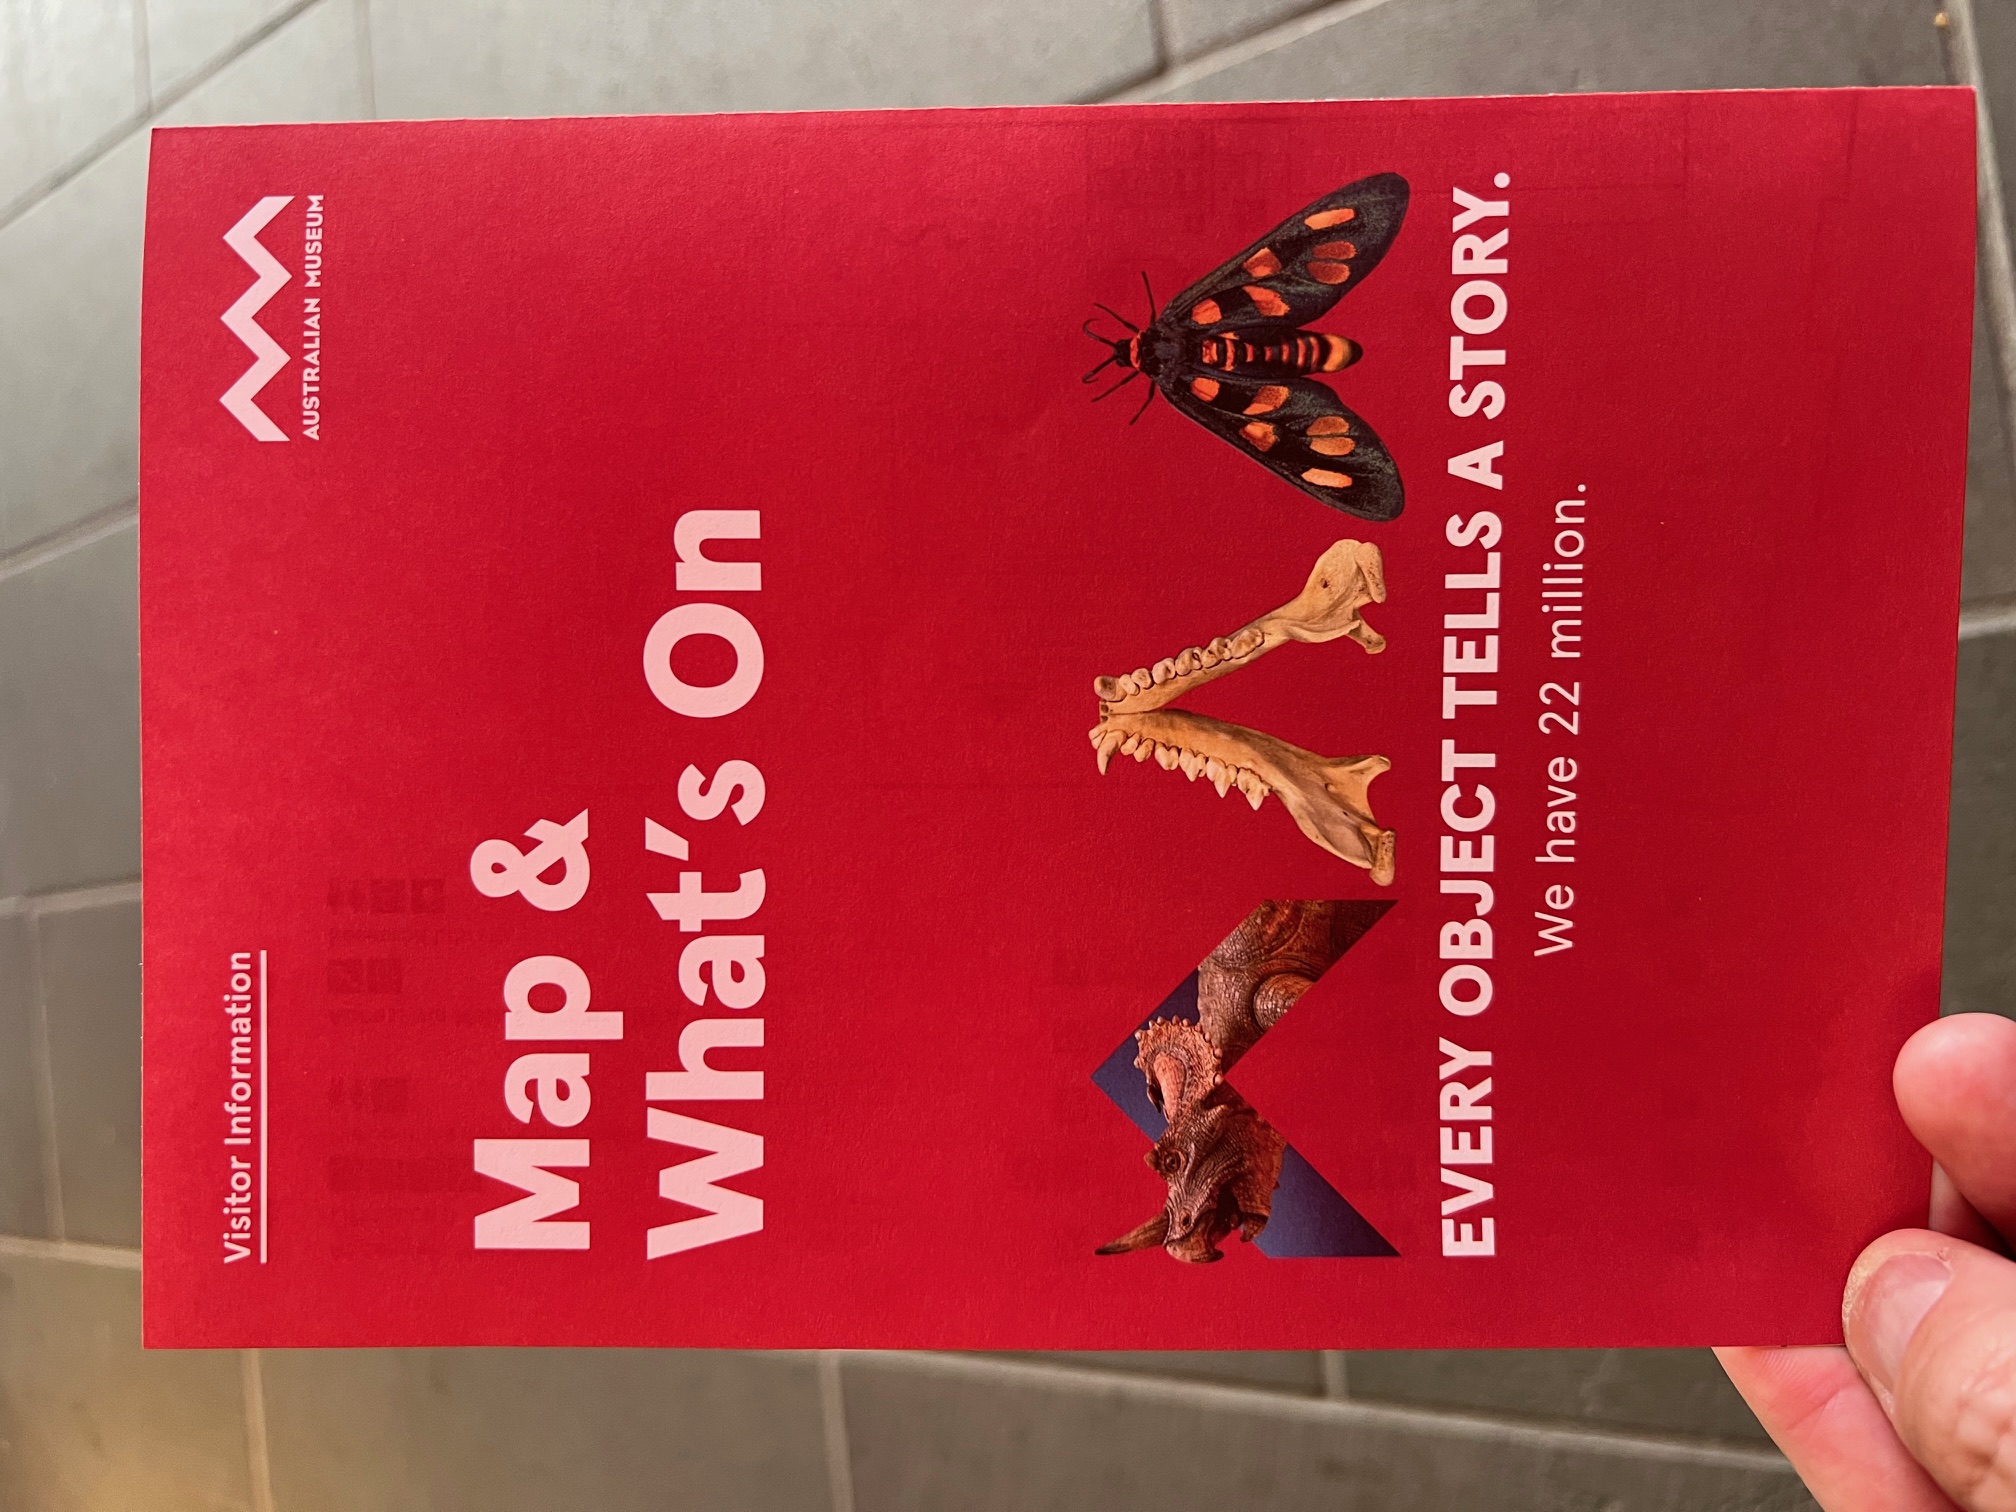 Visitor Information
AUSTRALIAN MUSEUM
Map &
What's On
EVERY OBJECT TELLS A STORY.
We have 22 million.